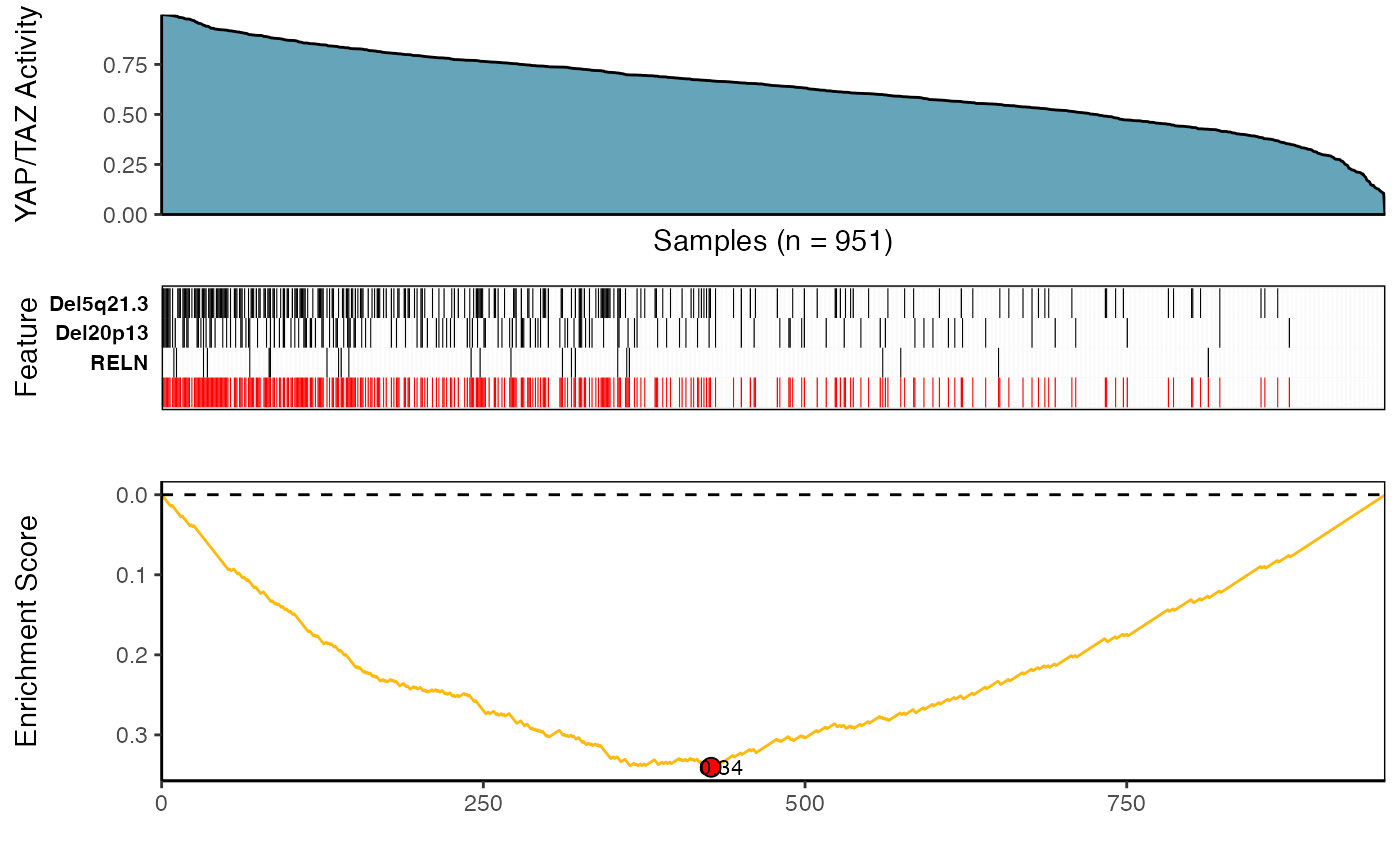 YAP/TAZ Activity
0.75
0.50
0.25
0.00
Samples (n = 951)
Feature
Del5q21.3
Del20p13
RELN
Enrichment Score
0.0
0.1
0.2
0.3
0.34
0
250
500
750